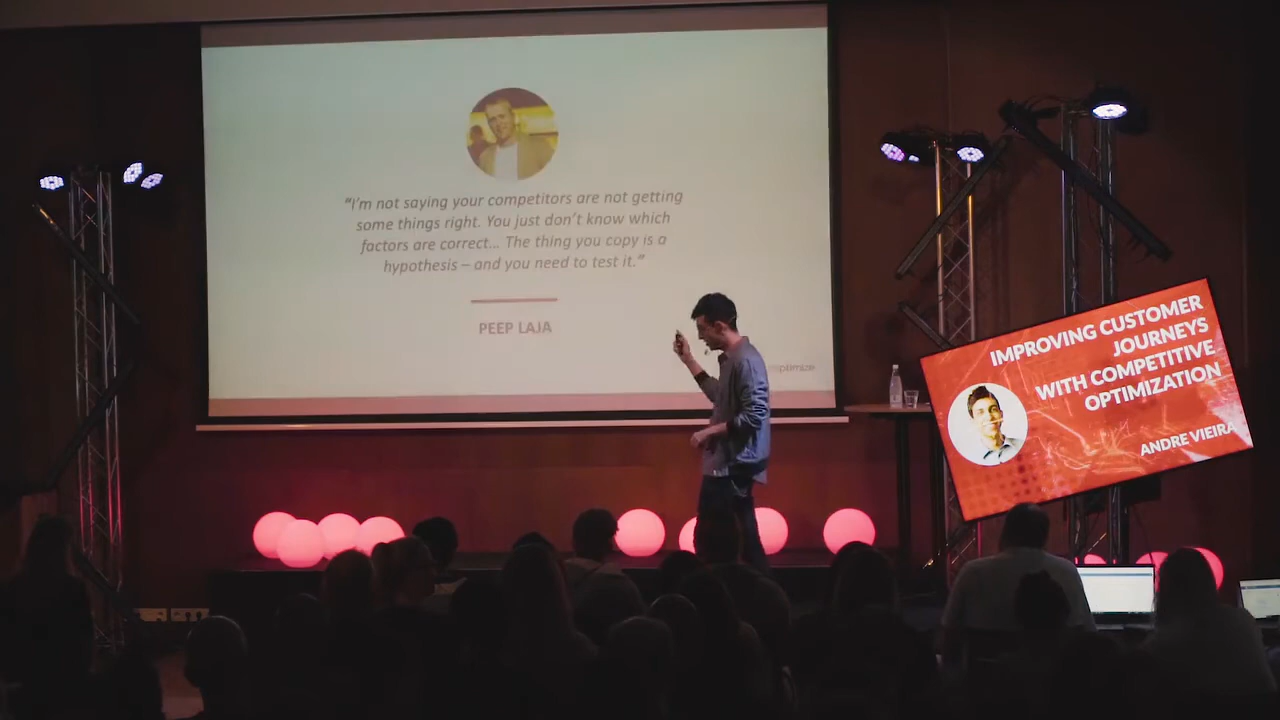 "I'm not saying your competitors are not getting
some things right. You just don't know which
factors are correct... The thing you copy is a
hypothesis – and you need to test it."
PEEP LAJA
IMPROVING CUSTOMER
JOURNEYS
WITH COMPETITIVE
OPTIMIZATION
ANDRE VIEIRA